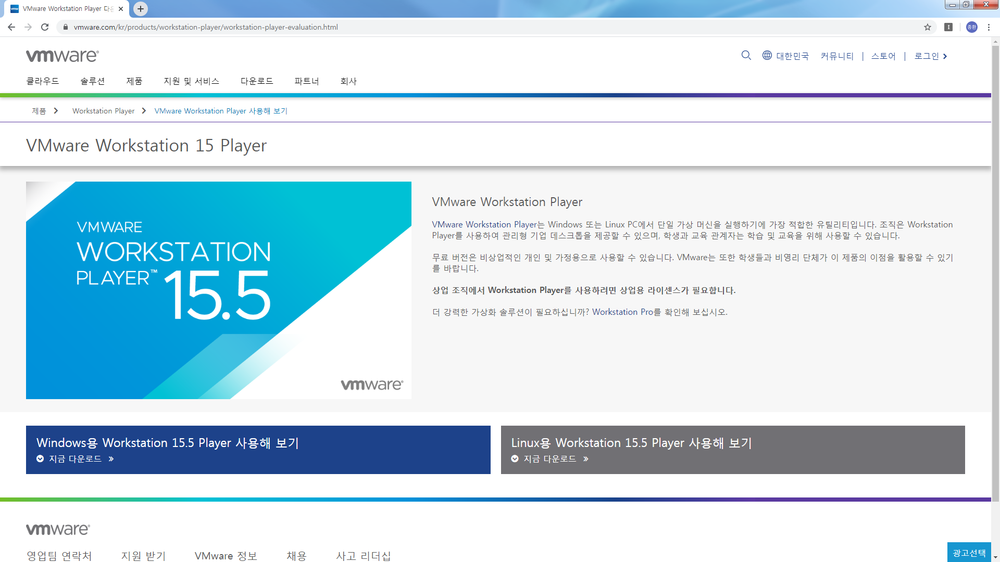 vmw VMware Workstation Player 다운
vmware.com/kr/products/workstation-player/workstation-player-evaluation.html
종환
vmware®
대한민국 커뮤니티 | 스토어 | 로그인
클라우드 솔루션 제품 지원 및 서비스 다운로드 파트너 회사
제품 Workstation Player VMware Workstation Player 사용해 보기
VMware Workstation 15 Player
VMWARE
WORKSTATION
PLAYER™ 15.5
vmware®
VMware Workstation Player
VMware Workstation Player는 Windows 또는 Linux PC에서 단일 가상 머신을 실행하기에 가장 적합한 유틸리티입니다. 조직은 Workstation
Player를 사용하여 관리형 기업 데스크톱을 제공할 수 있으며, 학생과 교육 관계자는 학습 및 교육을 위해 사용할 수 있습니다.
무료 버전은 비상업적인 개인 및 가정용으로 사용할 수 있습니다. VMware는 또한 학생들과 비영리 단체가 이 제품의 이점을 활용할 수 있기
를 바랍니다.
상업 조직에서 Workstation Player를 사용하려면 상업용 라이센스가 필요합니다.
더 강력한 가상화 솔루션이 필요하십니까? Workstation Pro를 확인해 보십시오.
Windows용 Workstation 15.5 Player 사용해 보기
지금 다운로드 »
Linux용 Workstation 15.5 Player 사용해 보기
지금 다운로드 »
vmware®
영업팀 연락처 지원 받기 VMware 정보 채용 사고 리더십
광고선택